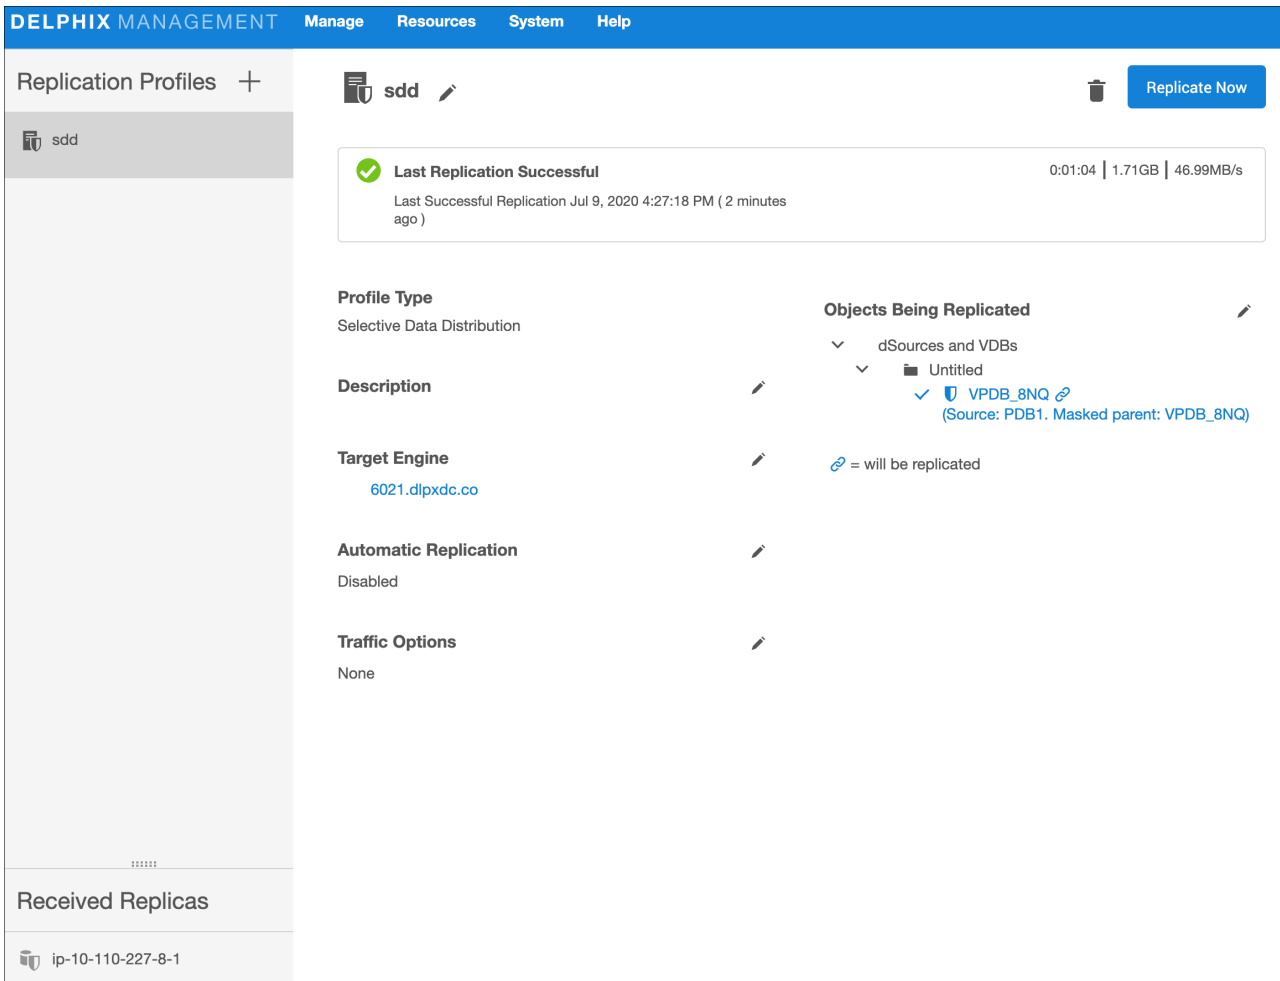 DELPHIX MANAGEMENT Manage Resources System Help
Replication Profiles
sdd
sdd
Replicate Now
Last Replication Successful
0:01:04 | 1.71GB | 46.99MB/s
Last Successful Replication Jul 9, 2020 4:27:18 PM ( 2 minutes
ago )
Profile Type
Selective Data Distribution
Description
Target Engine
6021.dlpxdc.co
Automatic Replication
Disabled
Traffic Options
None
Objects Being Replicated
dSources and VDBs
Untitled
VPDB_8NQ
(Source: PDB1. Masked parent: VPDB_8NQ)
= will be replicated
Received Replicas
ip-10-110-227-8-1